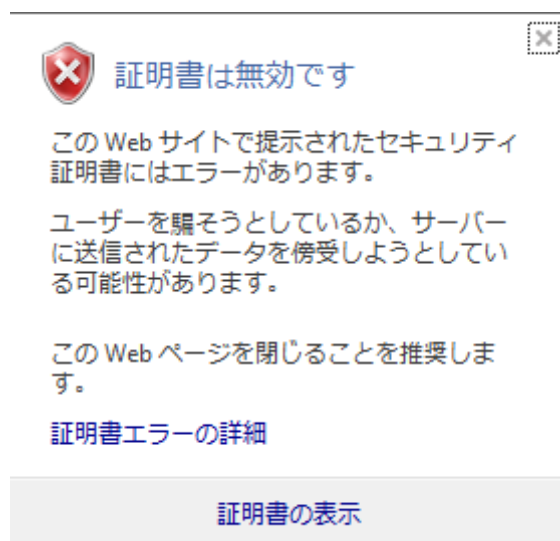 証明書は無効です
この Web サイトで提示されたセキュリティ
証明書にはエラーがあります。
ユーザーを騙そうとしているか、サーバー
に送信されたデータを傍受しようとしてい
る可能性があります。
この Web ページを閉じることを推奨しま
す。
証明書エラーの詳細
証明書の表示